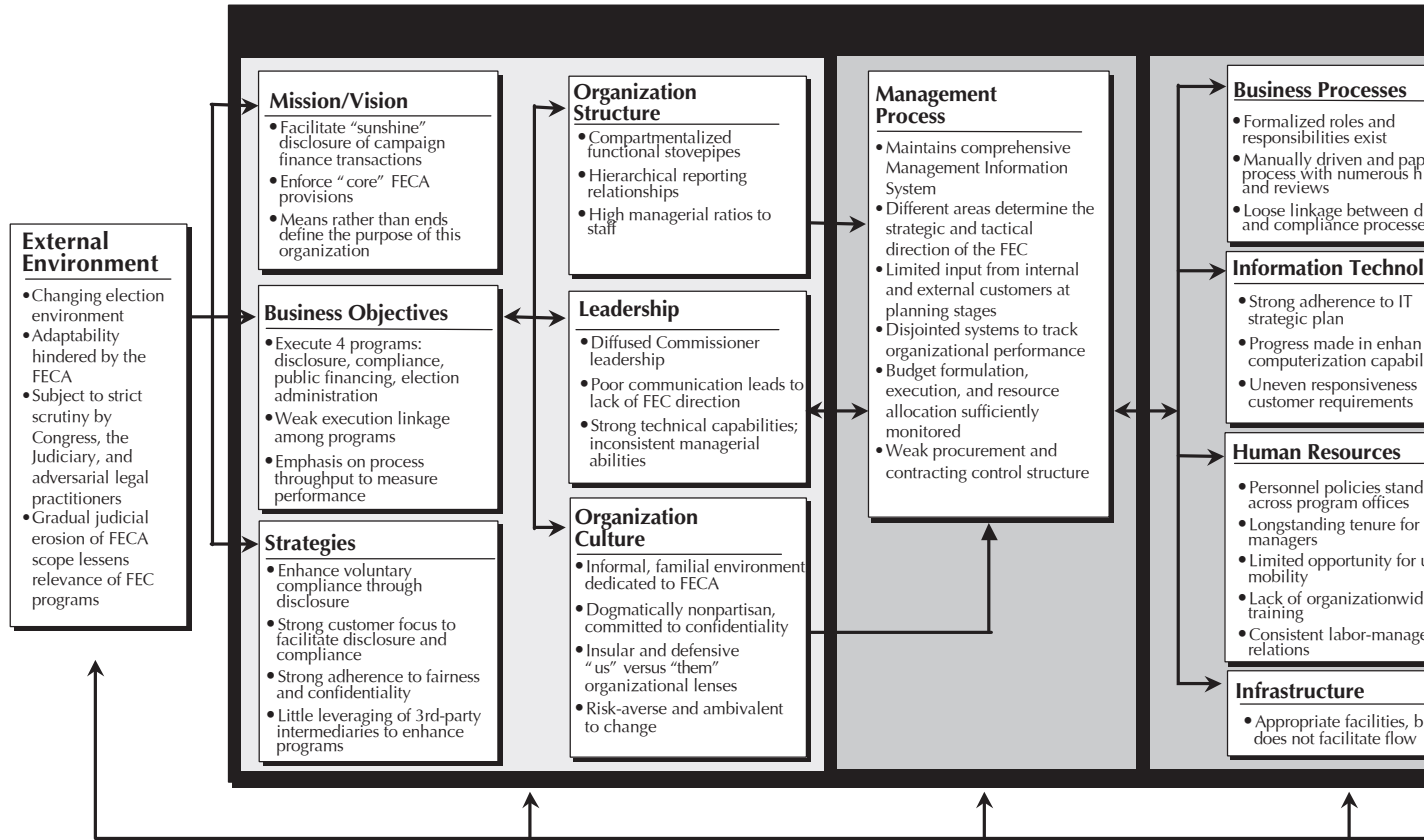 External
Environment
•Changing election
environment
•Adaptability
hindered by the
FECA
•Subject to strict
scrutiny by
Congress, the
Judiciary, and
adversarial legal
practitioners
•Gradual judicial
erosion of FECA
scope lessens
relevance of FEC
programs
Mission/Vision
•Facilitate “sunshine”
disclosure of campaign
finance transactions
•Enforce “core” FECA
provisions
•Means rather than ends
define the purpose of this
organization
Business Objectives
•Execute 4 programs:
disclosure, compliance,
public financing, election
administration
•Weak execution linkage
among programs
•Emphasis on process
throughput to measure
performance
Strategies
•Enhance voluntary
compliance through
disclosure
•Strong customer focus to
facilitate disclosure and
compliance
•Strong adherence to fairness
and confidentiality
•Little leveraging of 3rd-party
intermediaries to enhance
programs
Organization
Structure
•Compartmentalized
functional stovepipes
•Hierarchical reporting
relationships
•High managerial ratios to
staff
Leadership
•Diffused Commissioner
leadership
•Poor communication leads to
lack of FEC direction
•Strong technical capabilities;
inconsistent managerial
abilities
Organization
Culture
•Informal, familial environment
dedicated to FECA
•Dogmatically nonpartisan,
committed to confidentiality
•Insular and defensive
“us” versus “them”
organizational lenses
•Risk-averse and ambivalent
to change
Management
Process
•Maintains comprehensive
Management Information
System
•Different areas determine the
strategic and tactical
direction of the FEC
•Limited input from internal
and external customers at
planning stages
•Disjointed systems to track
organizational performance
•Budget formulation,
execution, and resource
allocation sufficiently
monitored
•Weak procurement and
contracting control structure
Business Processes
•Formalized roles and
responsibilities exist
•Manually driven and pap
process with numerous h
and reviews
•Loose linkage between d
and compliance processe
Information Technol
•Strong adherence to IT
strategic plan
•Progress made in enhan
computerization capabil
•Uneven responsiveness
customer requirements
Human Resources
•Personnel policies stand
across program offices
•Longstanding tenure for
managers
•Limited opportunity for u
mobility
•Lack of organizationwid
training
•Consistent labor-manage
relations
Infrastructure
•Appropriate facilities, b
does not facilitate flow